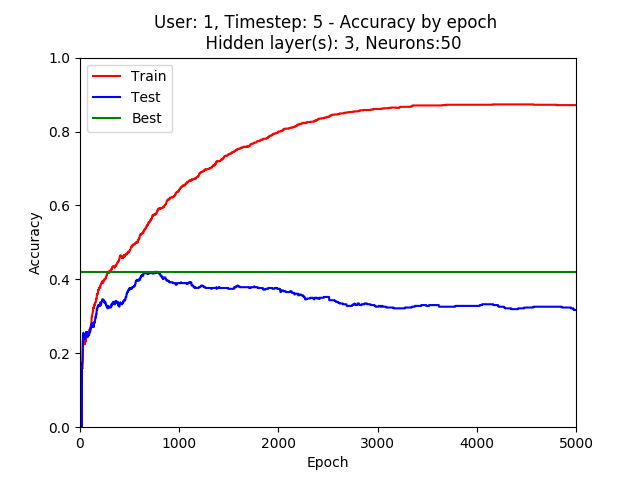 User: 1, Timestep: 5 - Accuracy by epoch
Hidden layer(s): 3, Neurons:50
1.0
0.8
0.6
0.4
0.2
0.0
Accuracy
Train
Test
Best
0
1000
2000
3000
4000
5000
Epoch